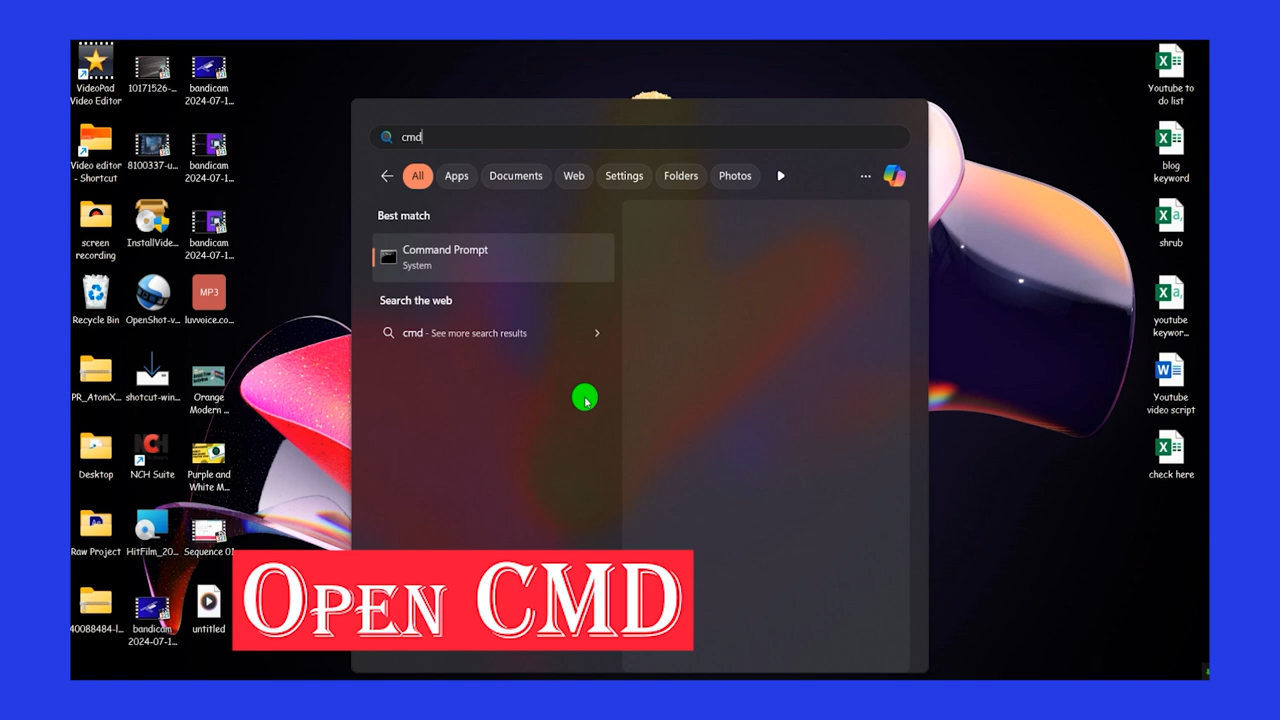 VideoPad
Video Editor
10171526-...
bandicam
2024-07-1...
Video editor
- Shortcut
8100337-u...
bandicam
2024-07-1...
screen
recording
InstallVide...
bandicam
2024-07-1...
Recycle Bin
OpenShot-v...
MP3
luvvoice.co...
PR_AtomX...
shotcut-win...
Orange
Modern ...
Desktop
NCH Suite
Purple and
White M...
Raw Project
HitFilm_20...
Sequence 01
40088484-l...
bandicam
2024-07-1...
untitled
cmd
All Apps Documents Web Settings Folders Photos
Best match
Command Prompt
System
Search the web
cmd - See more search results
Open CMD
Youtube to
do list
blog
keyword
shrub
youtube
keywor...
Youtube
video script
check here